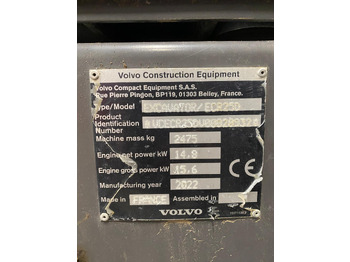 Volvo Construction Equipment
Volvo Compact Equipment S.A.S.
Rue Pierre Pingon, BP119, 01303 Belley, France.
Type/Model EXCAVATOR/
Product
Identification
Number
Machine mass kg 2475
Engine net power kW 14.8
Engine gross power kW 15.6
Manufacturing year 2022
CE
Made in FRANCE Assembled in
VOLVO